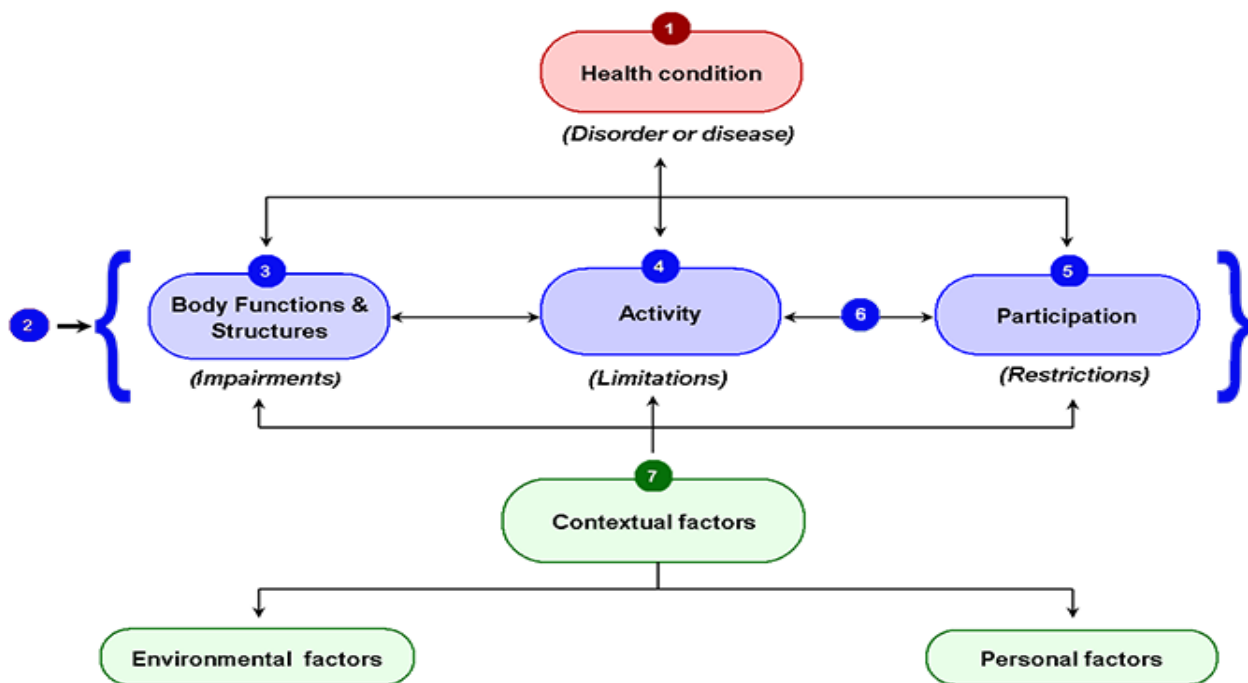 1
Health condition
(Disorder or disease)
2
3
Body Functions &
Structures
(Impairments)
4
Activity
(Limitations)
6
5
Participation
(Restrictions)
7
Contextual factors
Environmental factors
Personal factors